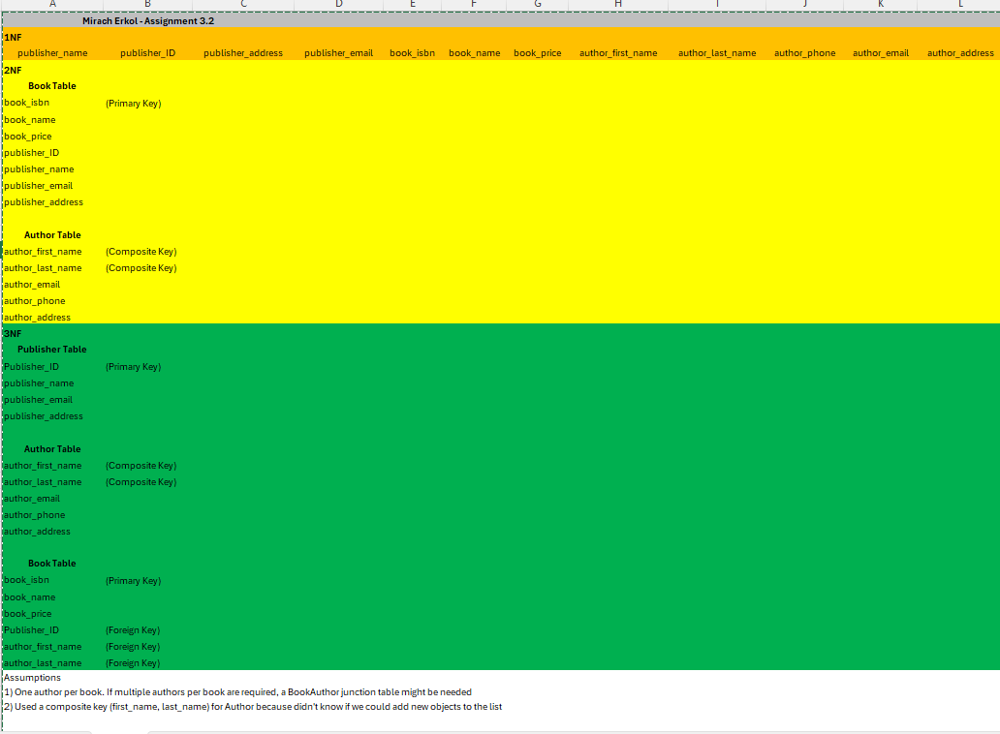 A B C D E F G H I J K L
Mirach Erkol - Assignment 3.2
1NF
publisher_name publisher_ID publisher_address publisher_email book_isbn book_name book_price author_first_name author_last_name author_phone author_email author_address
2NF
Book Table
book_isbn (Primary Key)
book_name
book_price
publisher_ID
publisher_name
publisher_email
publisher_address
Author Table
author_first_name (Composite Key)
author_last_name (Composite Key)
author_email
author_phone
author_address
3NF
Publisher Table
Publisher_ID (Primary Key)
publisher_name
publisher_email
publisher_address
Author Table
author_first_name (Composite Key)
author_last_name (Composite Key)
author_email
author_phone
author_address
Book Table
book_isbn (Primary Key)
book_name
book_price
Publisher_ID (Foreign Key)
author_first_name (Foreign Key)
author_last_name (Foreign Key)
Assumptions
1) One author per book. If multiple authors per book are required, a BookAuthor junction table might be needed
2) Used a composite key (first_name, last_name) for Author because didn't know if we could add new objects to the list